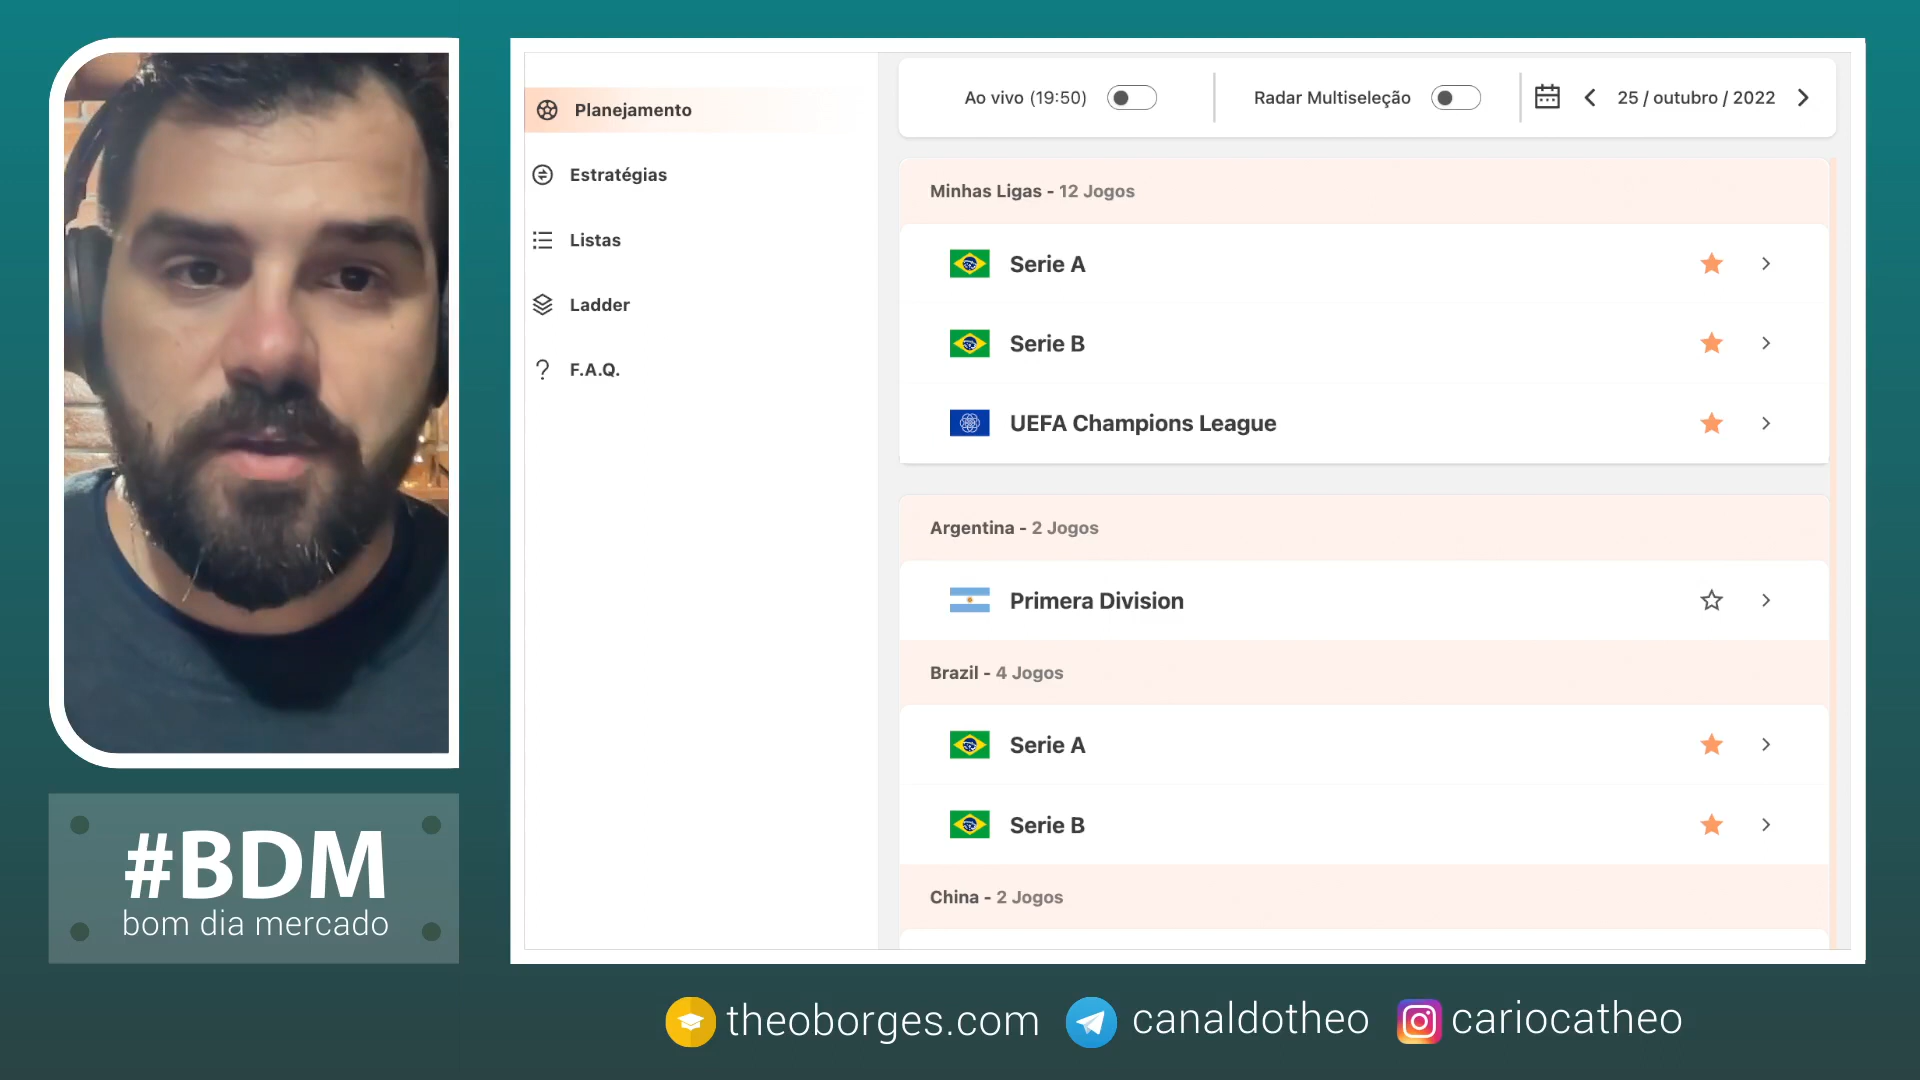 Planejamento
Estratégias
Listas
Ladder
F.A.Q.
Ao vivo (19:50)
Radar Multiseleção
25 / outubro / 2022
Minhas Ligas - 12 Jogos
Serie A
Serie B
UEFA Champions League
Argentina - 2 Jogos
Primera Division
Brazil - 4 Jogos
Serie A
Serie B
China - 2 Jogos
#BDM
bom dia mercado
theoborges.com
canaldotheo
cariocatheo